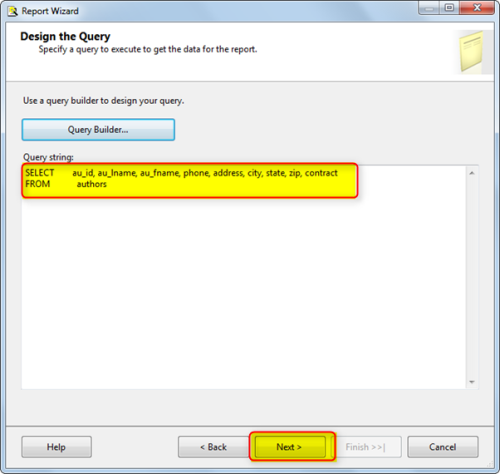 Report Wizard
Design the Query
Specify a query to execute to get the data for the report.
Use a query builder to design your query.
Query Builder...
Query string:
SELECT au_id, au_lname, au_fname, phone, address, city, state, zip, contract
FROM authors
Help
< Back
Next >
Finish >>|
Cancel